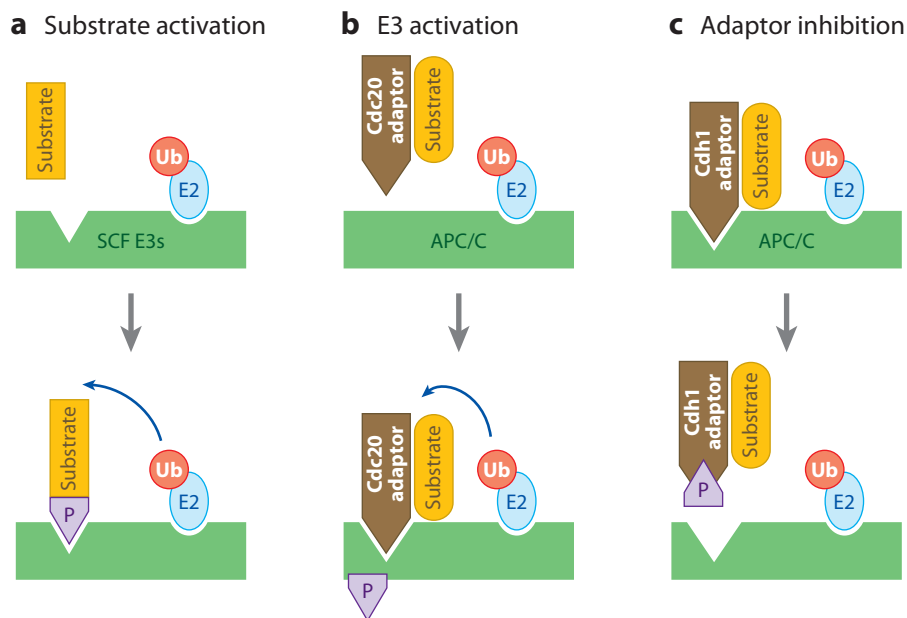 a Substrate activation
Substrate
Ub
E2
SCF E3s
Substrate
P
Ub
E2
b E3 activation
Cdc20
adaptor
Substrate
Ub
E2
APC/C
Cdc20
adaptor
Substrate
Ub
E2
P
c Adaptor inhibition
Cdh1
adaptor
Substrate
Ub
E2
APC/C
Cdh1
adaptor
Substrate
P
Ub
E2